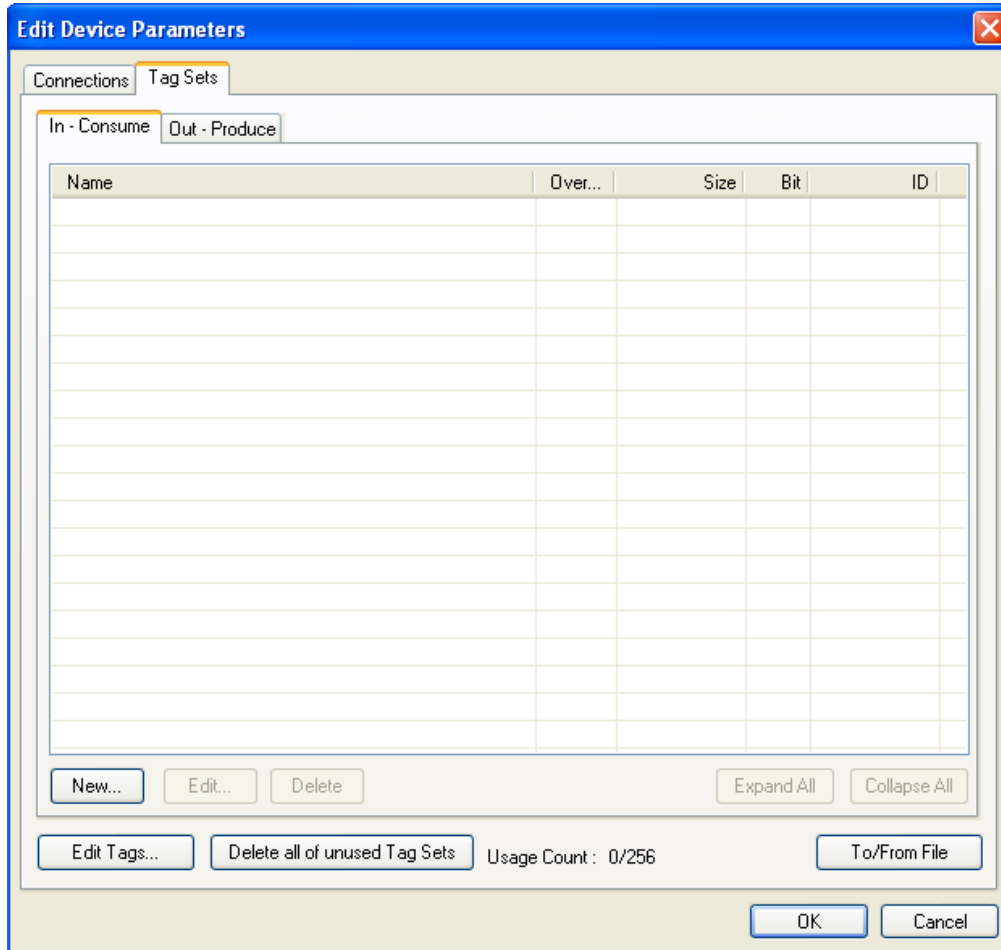 Edit Device Parameters
Connections Tag Sets
In - Consume Out - Produce
Name Over... Size Bit ID
New... Edit... Delete Expand All Collapse All
Edit Tags... Delete all of unused Tag Sets Usage Count : 0/256 To/From File
OK Cancel